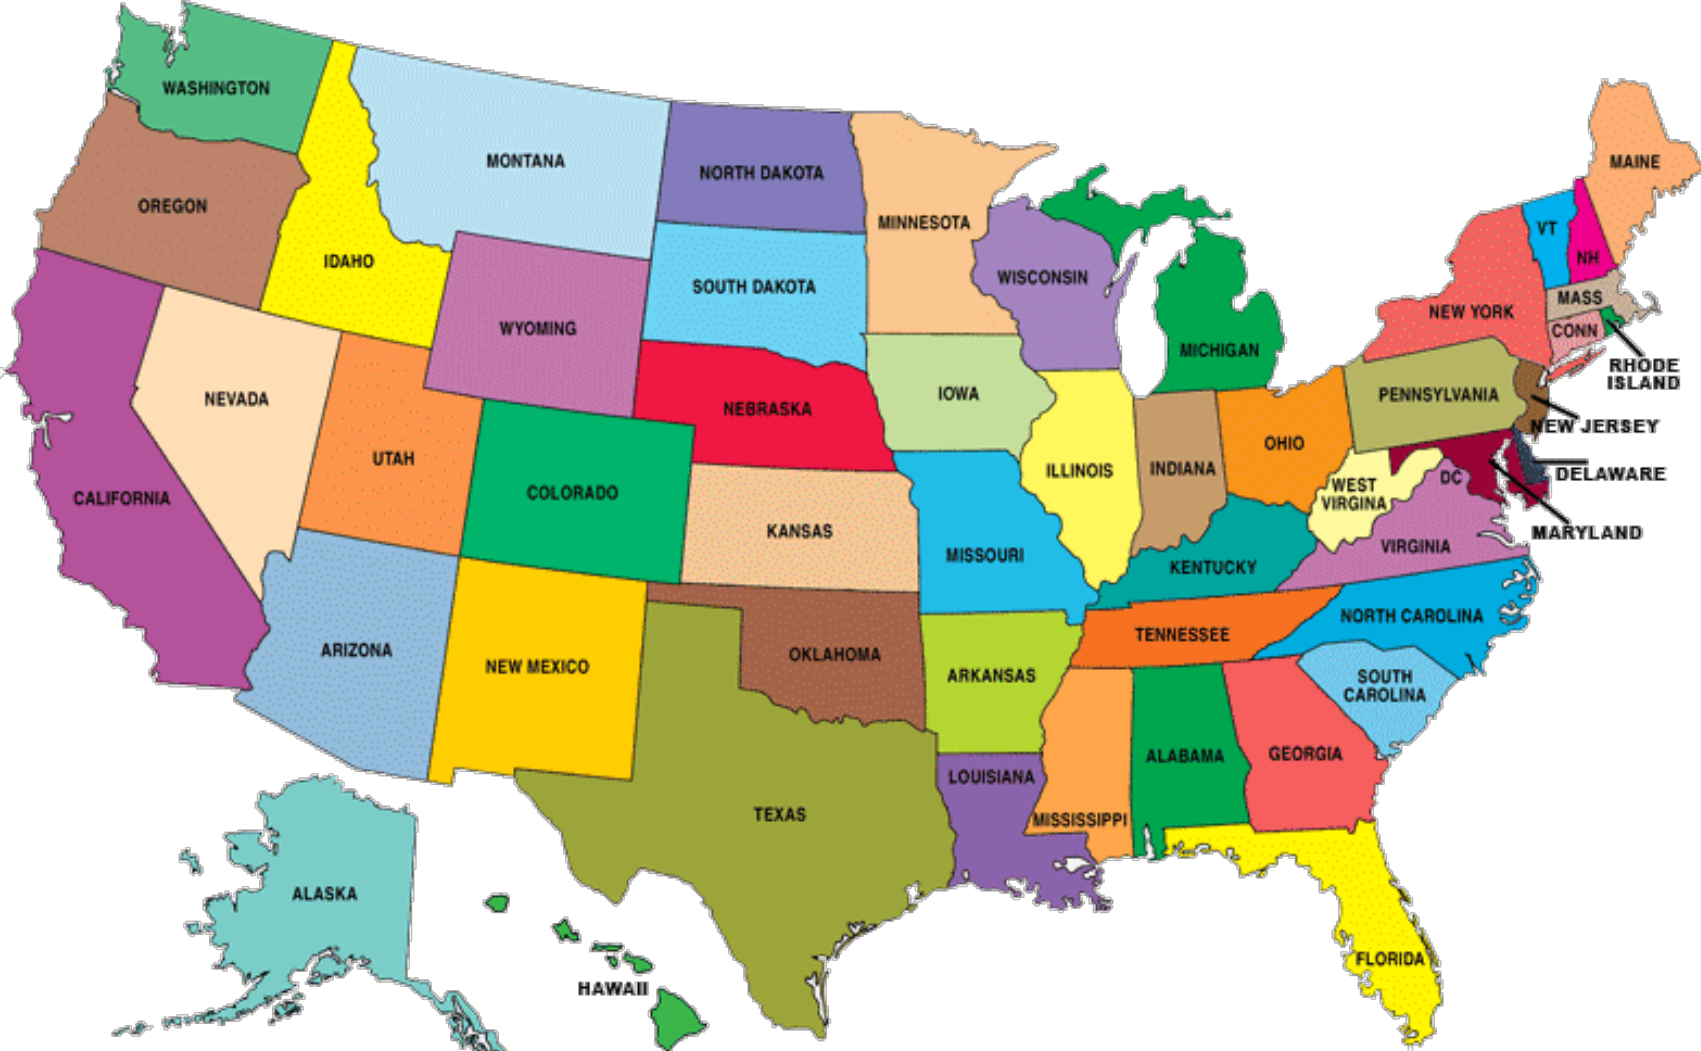 WASHINGTON
OREGON
IDAHO
MONTANA
NORTH DAKOTA
MINNESOTA
SOUTH DAKOTA
WISCONSIN
MICHIGAN
WYOMING
NEVADA
UTAH
CALIFORNIA
COLORADO
NEBRASKA
IOWA
KANSAS
MISSOURI
ILLINOIS
INDIANA
OHIO
PENNSYLVANIA
NEW YORK
VT
NH
MAINE
MASS
CONN
RHODE
ISLAND
NEW JERSEY
DELAWARE
MARYLAND
DC
WEST
VIRGINA
VIRGINIA
KENTUCKY
TENNESSEE
NORTH CAROLINA
SOUTH
CAROLINA
ARIZONA
NEW MEXICO
OKLAHOMA
ARKANSAS
TEXAS
LOUISIANA
MISSISSIPPI
ALABAMA
GEORGIA
FLORIDA
ALASKA
HAWAII